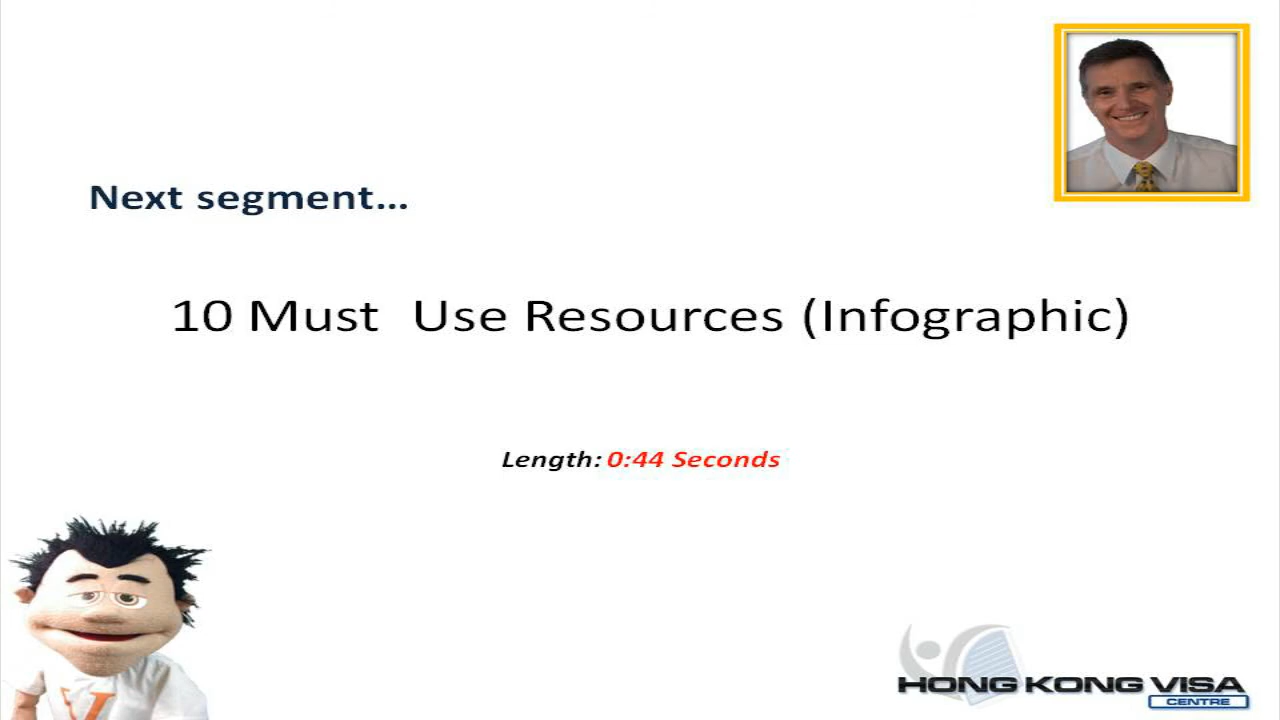 Next segment...
10 Must Use Resources (Infographic)
Length: 0:44 Seconds
V
HONG KONG VISA
CENTRE